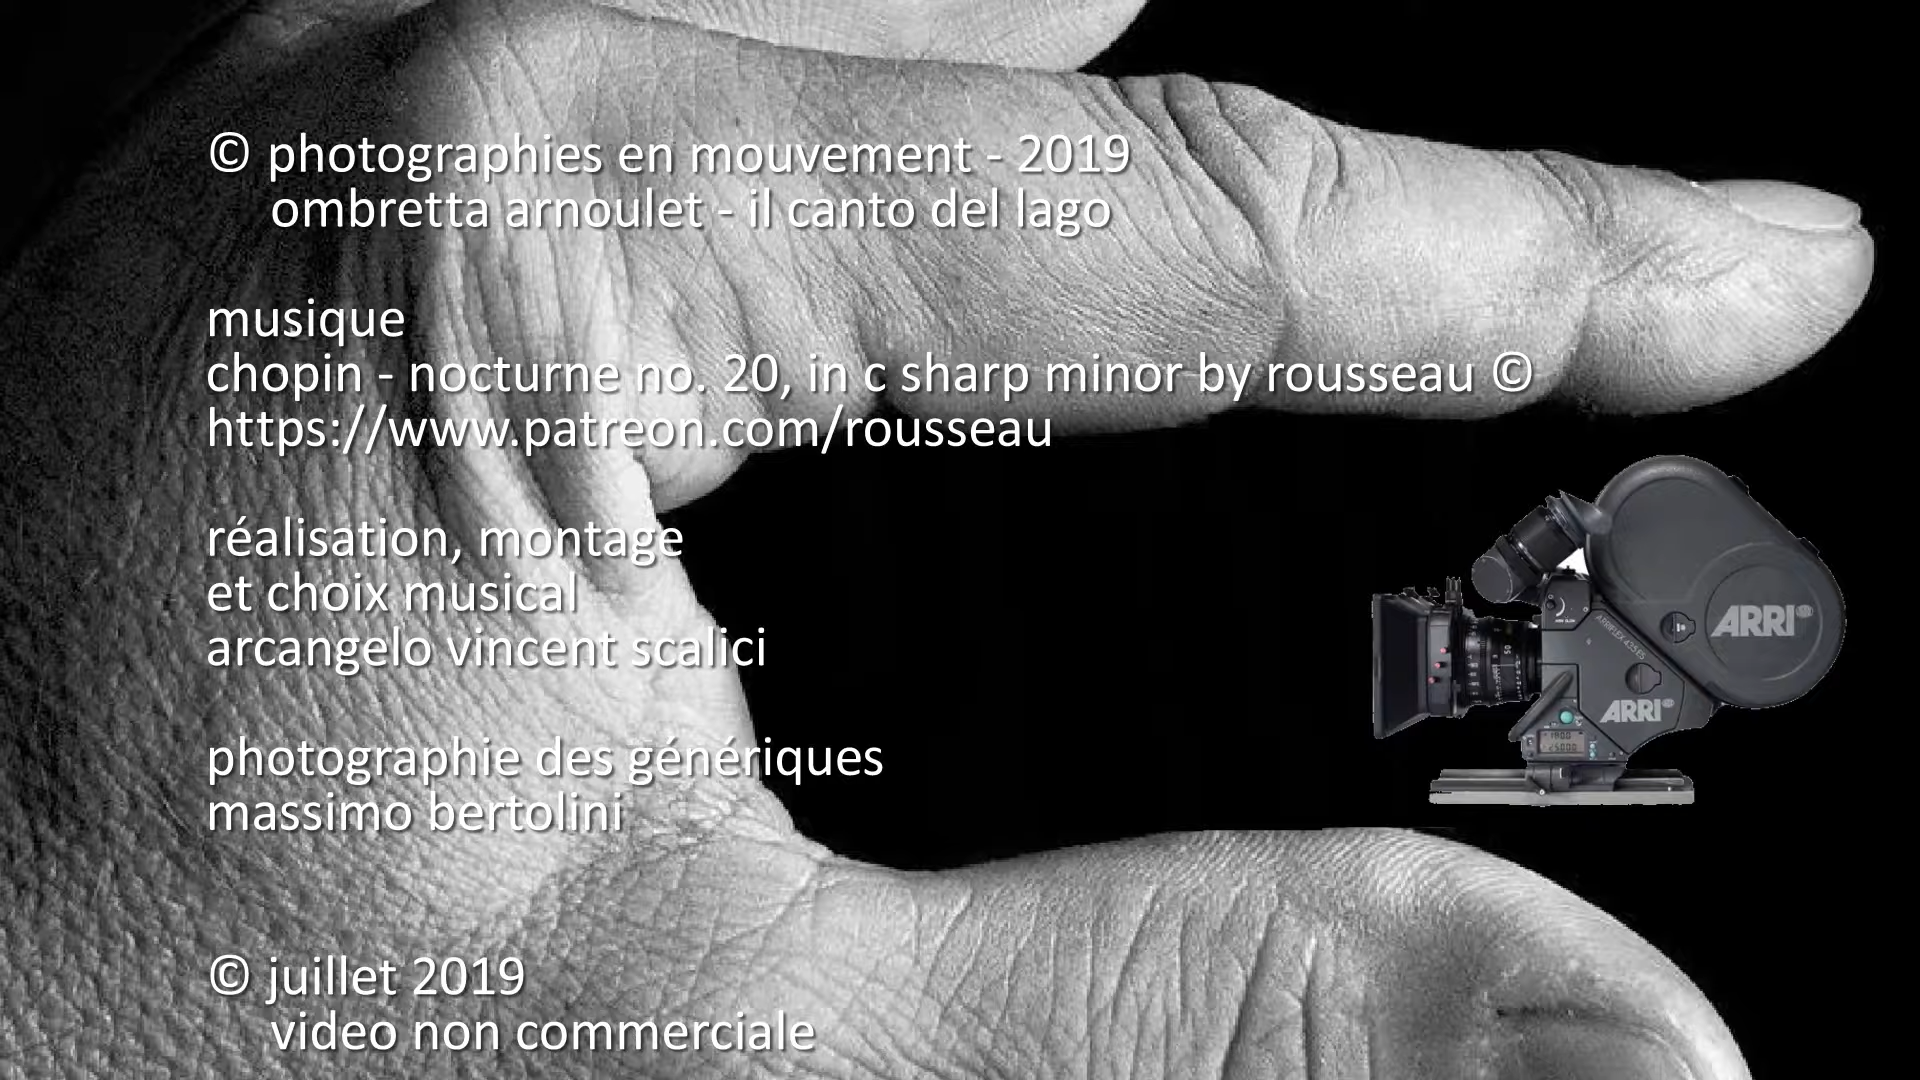 © photographies en mouvement - 2019
ombretta arnoulet - il canto del lago
musique
chopin - nocturne no. 20, in c sharp minor by rousseau ©
https://www.patreon.com/rousseau
réalisation, montage
et choix musical
arcangelo vincent scalici
photographie des génériques
massimo bertolini
© juillet 2019
video non commerciale
ARRI
ARRI
50